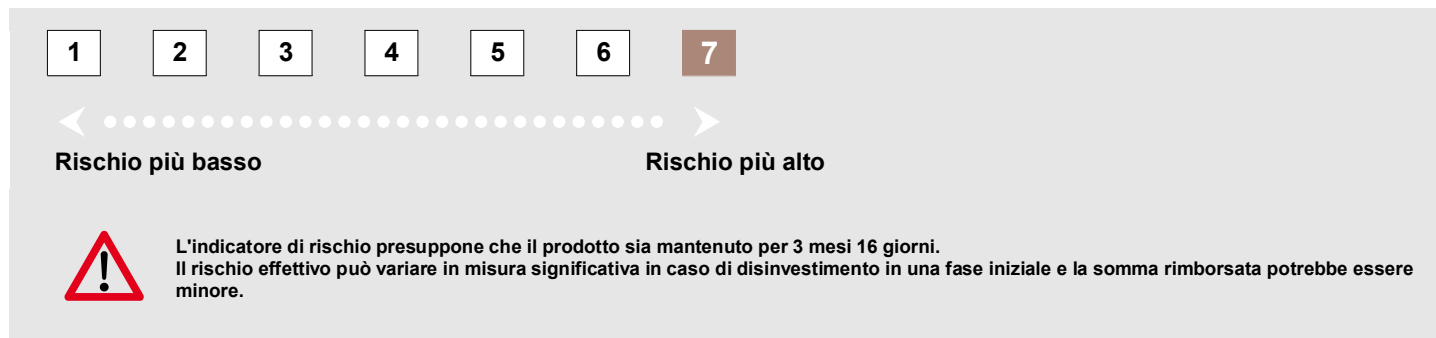 1 2 3 4 5 6 7
Rischio più basso Rischio più alto
L'indicatore di rischio presuppone che il prodotto sia mantenuto per 3 mesi 16 giorni.
Il rischio effettivo può variare in misura significativa in caso di disinvestimento in una fase iniziale e la somma rimborsata potrebbe essere
minore.